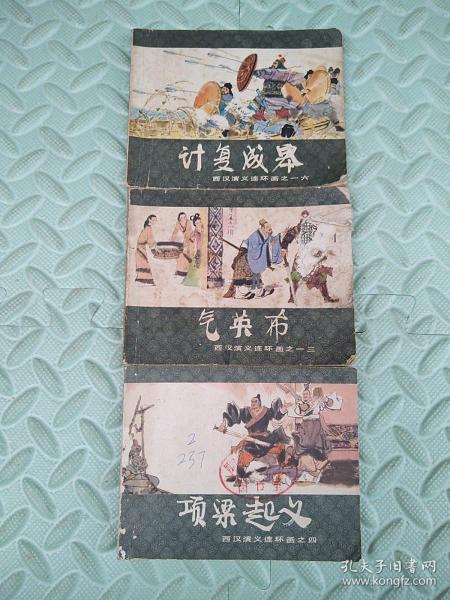 计复成皋
西汉演义连环画之一六
气英布
西汉演义连环画之一三
2
237
项梁起义
西汉演义连环画之四
孔夫子旧书网
www.kongfz.com